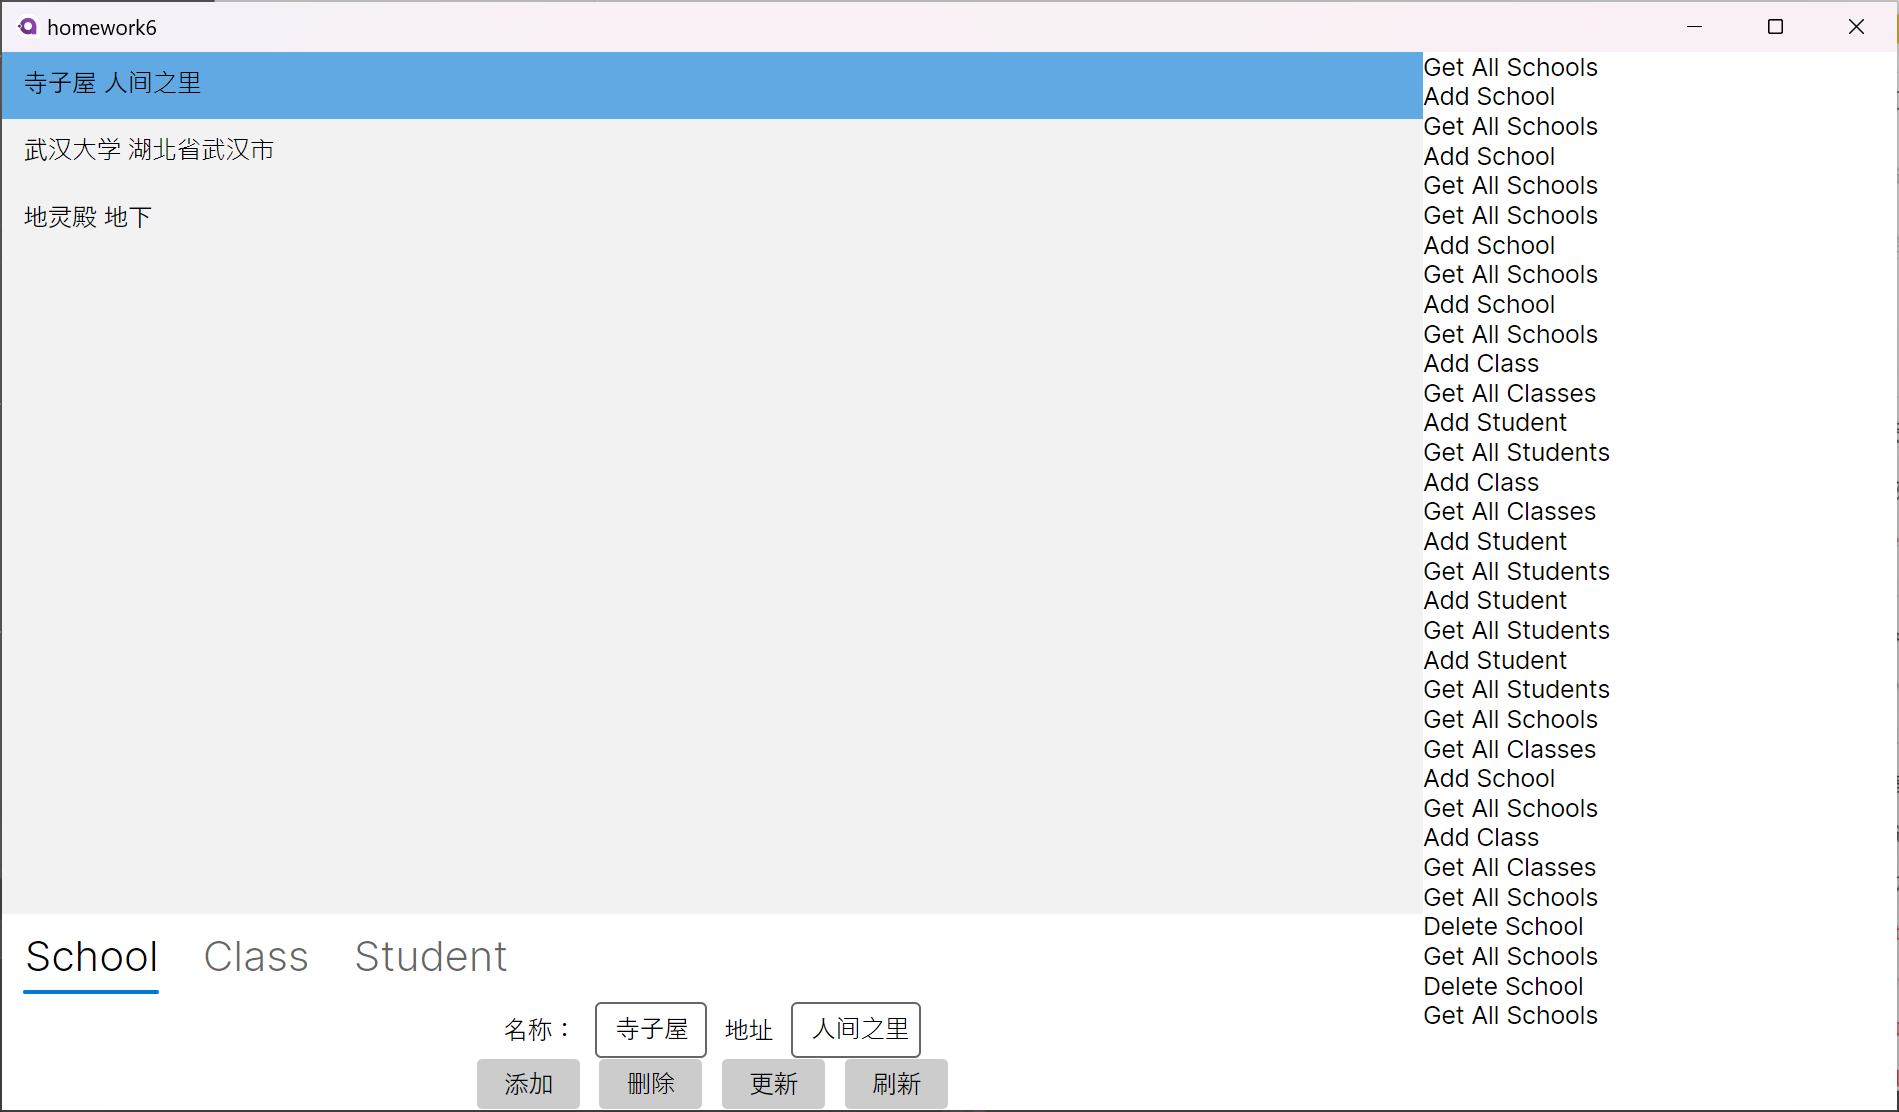 homework6
寺子屋 人间之里
武汉大学 湖北省武汉市
地灵殿 地下
Get All Schools
Add School
Get All Schools
Add School
Get All Schools
Get All Schools
Add School
Get All Schools
Add School
Get All Schools
Add Class
Get All Classes
Add Student
Get All Students
Add Class
Get All Classes
Add Student
Get All Students
Add Student
Get All Students
Add Student
Get All Students
Get All Schools
Get All Classes
Add School
Get All Schools
Add Class
Get All Classes
Get All Schools
Delete School
Get All Schools
Delete School
Get All Schools
School Class Student
名称： 寺子屋 地址 人间之里
添加 删除 更新 刷新